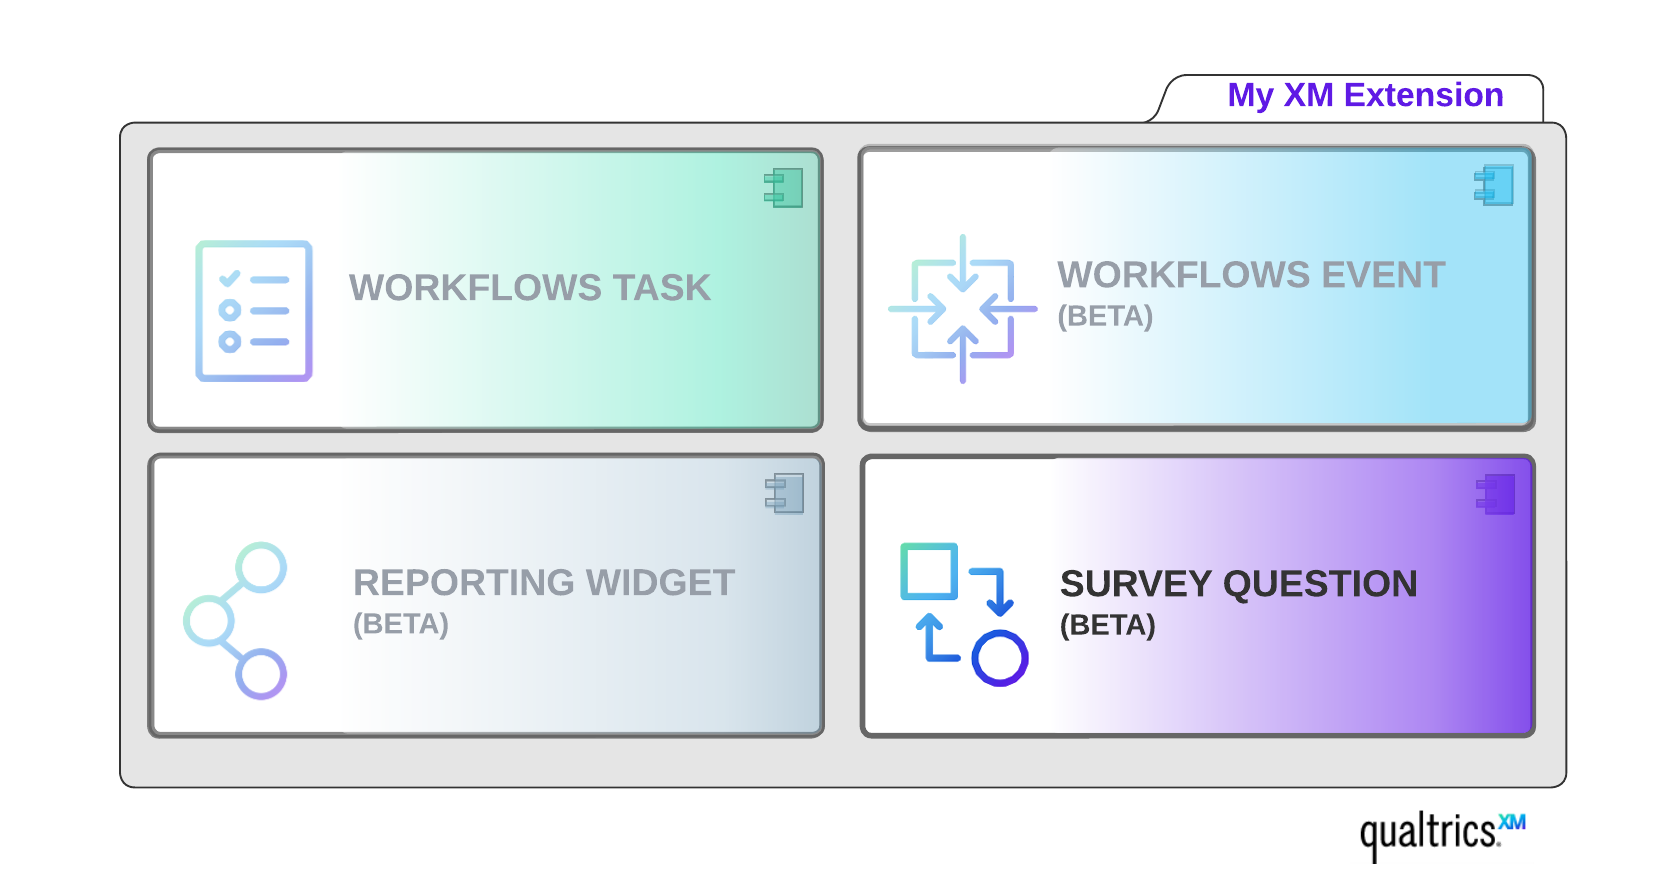 My XM Extension
WORKFLOWS TASK
WORKFLOWS EVENT
(BETA)
REPORTING WIDGET
(BETA)
SURVEY QUESTION
(BETA)
qualtrics.XM